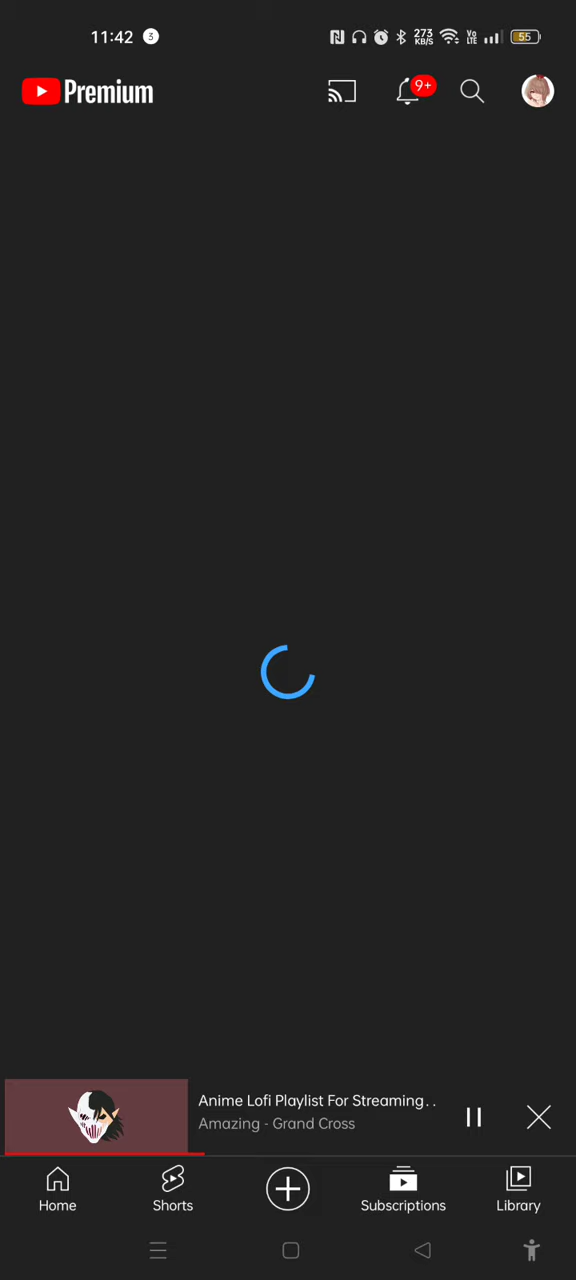 11:42 3 273 KB/S Vo LTE 55
Premium 9+
Anime Lofi Playlist For Streaming. .
Amazing - Grand Cross
Home Shorts Subscriptions Library